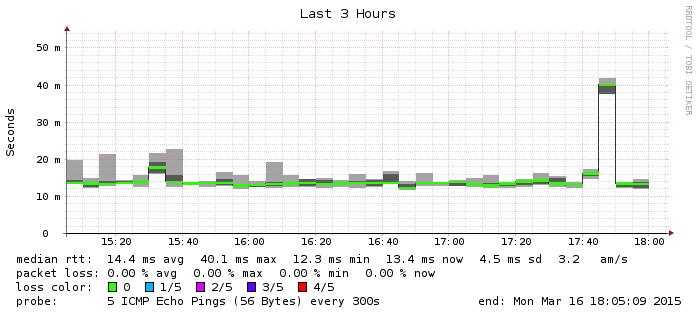 Last 3 Hours
RRDTOOL / TOBI OETIKER
Seconds
50 m
40 m
30 m
20 m
10 m
0
15:20 15:40 16:00 16:20 16:40 17:00 17:20 17:40 18:00
median rtt: 14.4 ms avg 40.1 ms max 12.3 ms min 13.4 ms now 4.5 ms sd 3.2 am/s
packet loss: 0.00 % avg 0.00 % max 0.00 % min 0.00 % now
loss color: 0 1/5 2/5 3/5 4/5
probe: 5 ICMP Echo Pings (56 Bytes) every 300s end: Mon Mar 16 18:05:09 2015